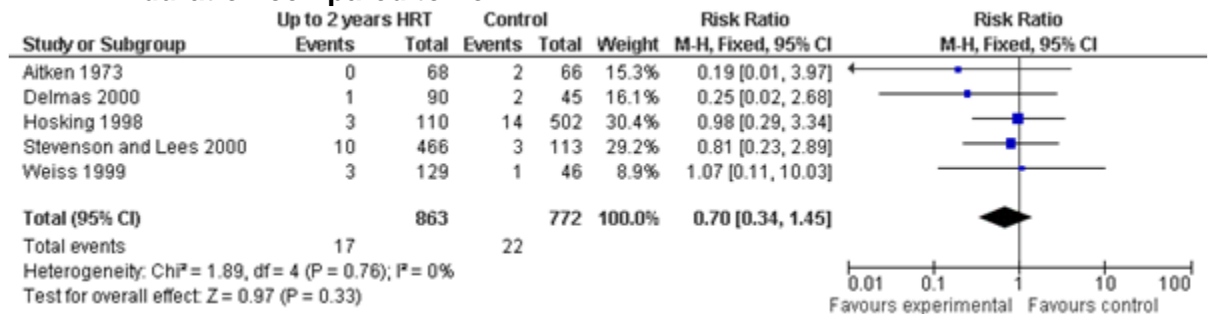 Up to 2 years HRT Control Risk Ratio Risk Ratio
Study or Subgroup Events Total Events Total Weight M-H, Fixed, 95% CI M-H, Fixed, 95% CI
Aitken 1973 0 68 2 66 15.3% 0.19 [0.01, 3.97]
Delmas 2000 1 90 2 45 16.1% 0.25 [0.02, 2.68]
Hosking 1998 3 110 14 502 30.4% 0.98 [0.29, 3.34]
Stevenson and Lees 2000 10 466 3 113 29.2% 0.81 [0.23, 2.89]
Weiss 1999 3 129 1 46 8.9% 1.07 [0.11, 10.03]
Total (95% CI) 863 772 100.0% 0.70 [0.34, 1.45]
Total events 17 22
Heterogeneity: Chi² = 1.89, df = 4 (P = 0.76); I² = 0%
Test for overall effect: Z = 0.97 (P = 0.33)
0.01 0.1 1 10 100
Favours experimental Favours control